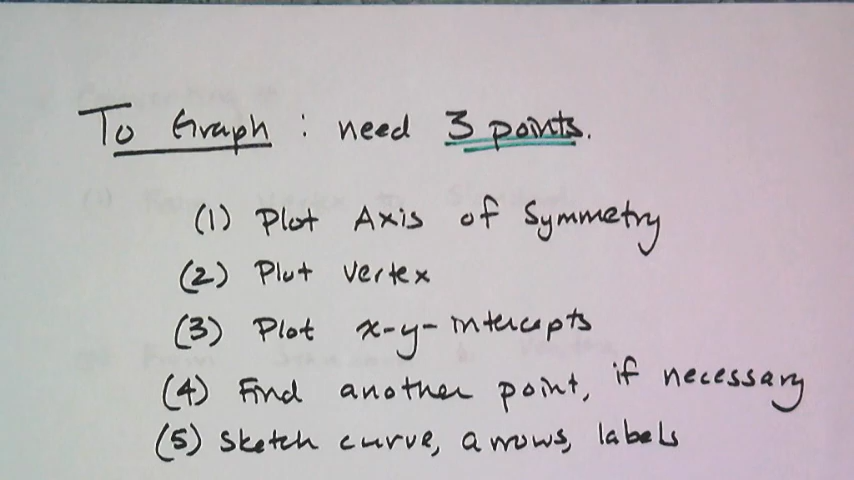 To Graph : need 3 points.
(1) Plot Axis of Symmetry
(2) Plot Vertex
(3) Plot x-y-intercepts
(4) Find another point, if necessary
(5) Sketch curve, arrows, labels